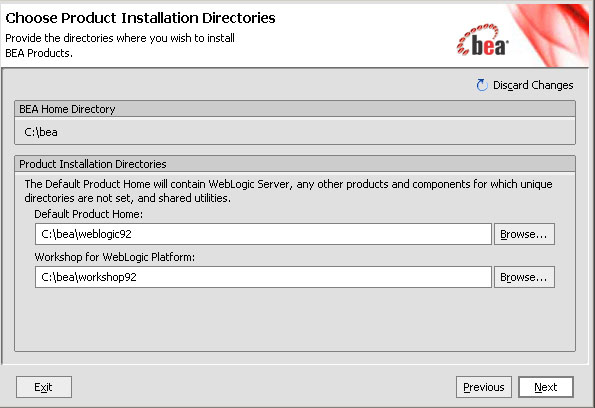 Choose Product Installation Directories
Provide the directories where you wish to install
BEA Products.
bea
Discard Changes
BEA Home Directory
C:\bea
Product Installation Directories
The Default Product Home will contain WebLogic Server, any other products and components for which unique
directories are not set, and shared utilities.
Default Product Home:
C:\bea\weblogic92
Browse...
Workshop for WebLogic Platform:
C:\bea\workshop92
Browse...
Exit
Previous
Next